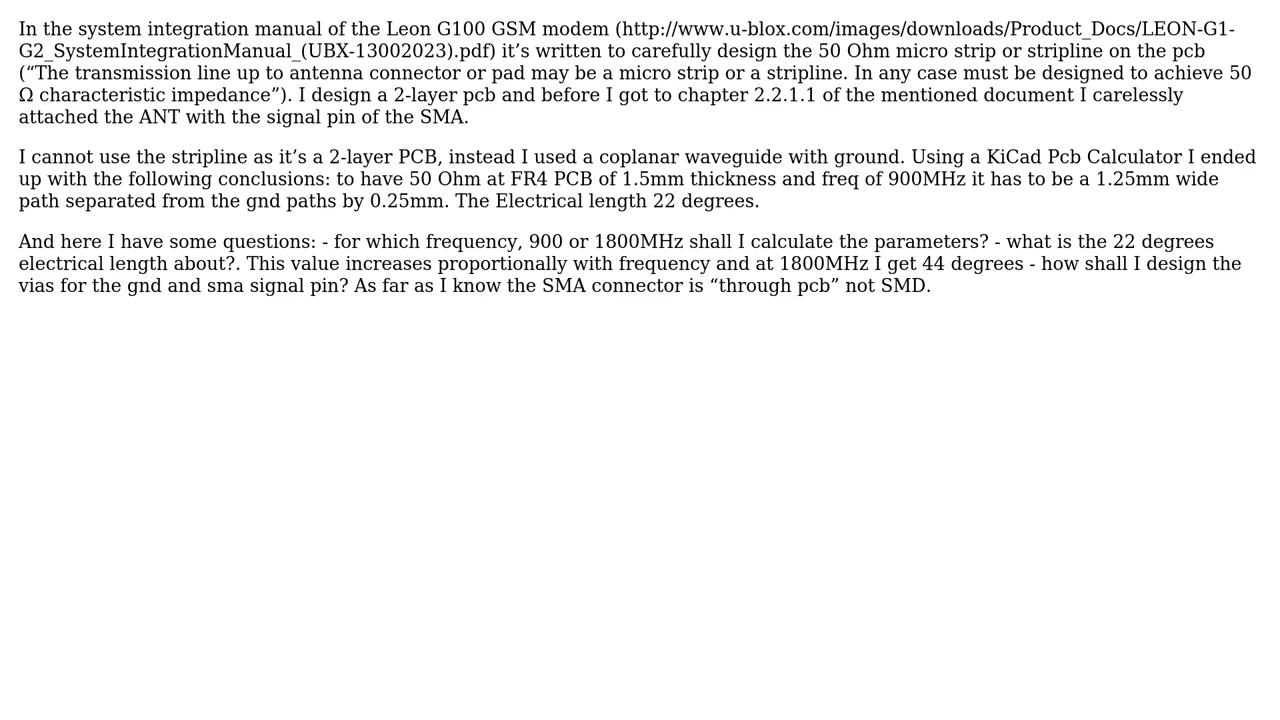 In the system integration manual of the Leon G100 GSM modem (http://www.u-blox.com/images/downloads/Product_Docs/LEON-G1-
G2_SystemIntegrationManual_(UBX-13002023).pdf) it’s written to carefully design the 50 Ohm micro strip or stripline on the pcb
(“The transmission line up to antenna connector or pad may be a micro strip or a stripline. In any case must be designed to achieve 50
Ω characteristic impedance”). I design a 2-layer pcb and before I got to chapter 2.2.1.1 of the mentioned document I carelessly
attached the ANT with the signal pin of the SMA.
I cannot use the stripline as it’s a 2-layer PCB, instead I used a coplanar waveguide with ground. Using a KiCad Pcb Calculator I ended
up with the following conclusions: to have 50 Ohm at FR4 PCB of 1.5mm thickness and freq of 900MHz it has to be a 1.25mm wide
path separated from the gnd paths by 0.25mm. The Electrical length 22 degrees.
And here I have some questions: - for which frequency, 900 or 1800MHz shall I calculate the parameters? - what is the 22 degrees
electrical length about?. This value increases proportionally with frequency and at 1800MHz I get 44 degrees - how shall I design the
vias for the gnd and sma signal pin? As far as I know the SMA connector is “through pcb” not SMD.